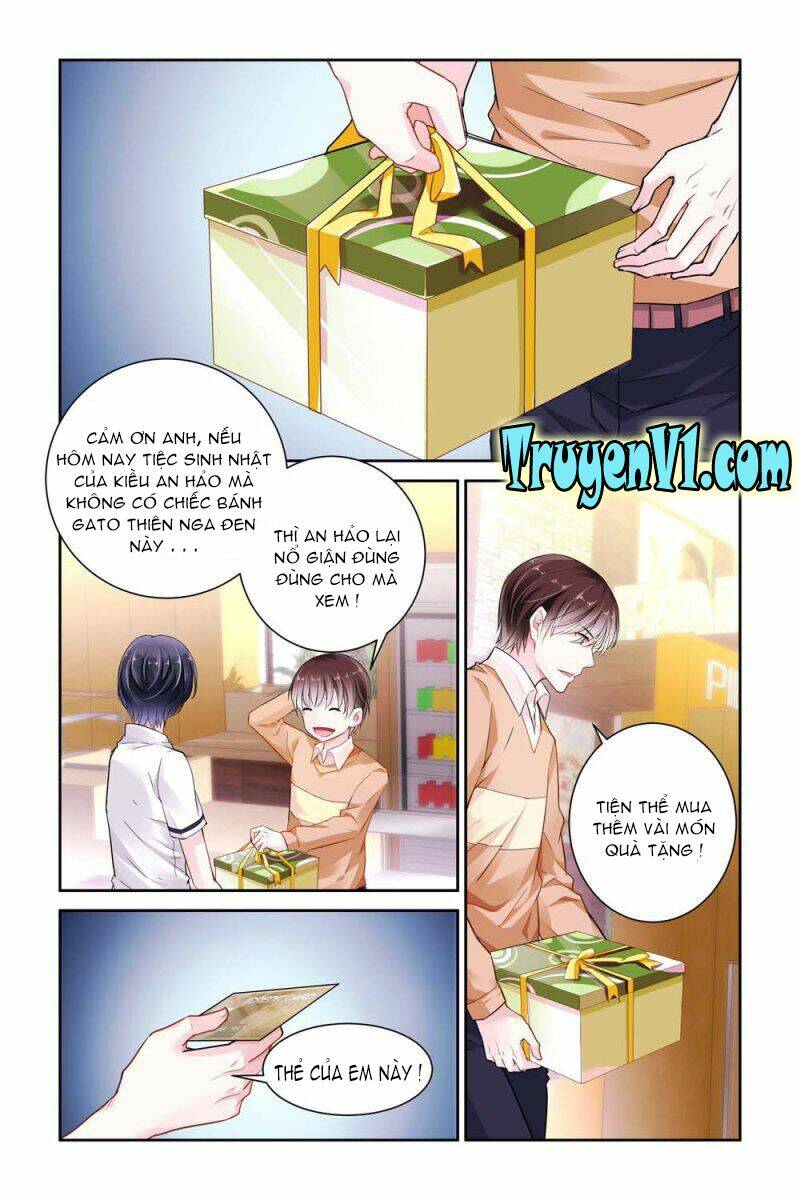 CẢM ƠN ANH, NẾU
HÔM NAY TIỆC SINH NHẬT
CỦA KIỀU AN HẢO MÀ
KHÔNG CÓ CHIẾC BÁNH
GATO THIÊN NGA ĐEN
NÀY . . .
THÌ AN HẢO LẠI
NỔ GIẬN ĐÙNG
ĐÙNG CHO MÀ
XEM !
TruyenV1.com
TIỆN THỂ MUA
THÊM VÀI MÓN
QUÀ TẶNG !
THẺ CỦA EM NÀY !